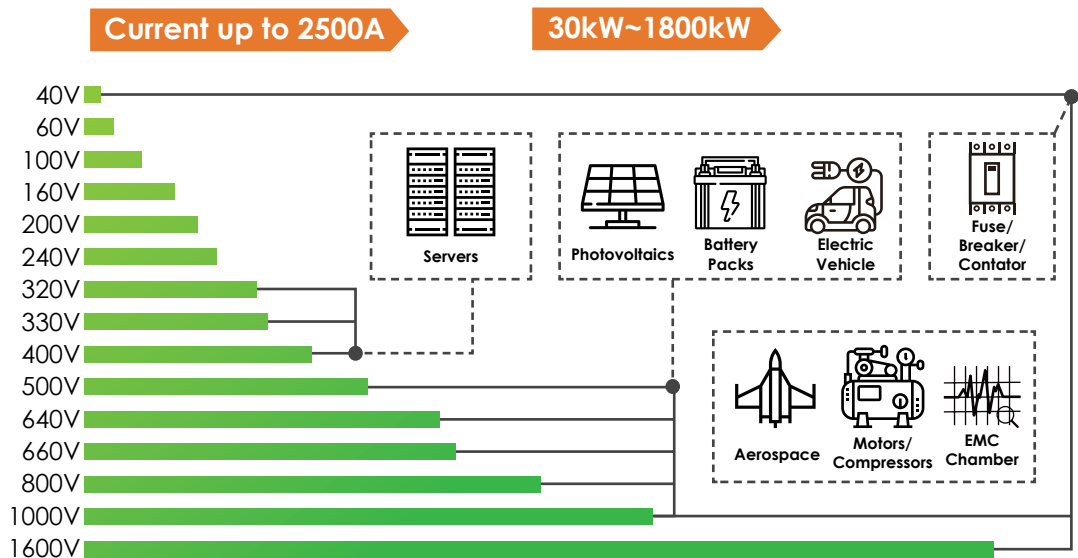 Current up to 2500A
30kW~1800kW
40V
60V
100V
160V
200V
240V
320V
330V
400V
500V
640V
660V
800V
1000V
1600V
Servers
Photovoltaics
Battery
Packs
Electric
Vehicle
Fuse/
Breaker/
Contator
Aerospace
Motors/
Compressors
EMC
Chamber